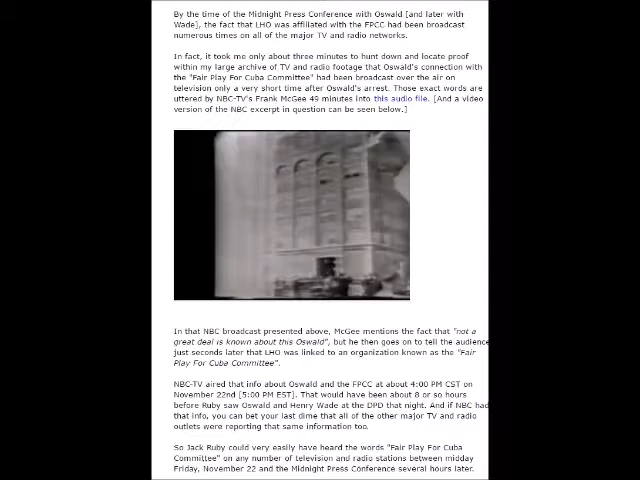 By the time of the Midnight Press Conference with Oswald [and later with
Wade], the fact that LHO was affiliated with the FPCC had been broadcast
numerous times on all of the major TV and radio networks.
In fact, it took me only about three minutes to hunt down and locate proof
within my large archive of TV and radio footage that Oswald's connection with
the "Fair Play For Cuba Committee" had been broadcast over the air on
television only a very short time after Oswald's arrest. Those exact words are
uttered by NBC-TV's Frank McGee 49 minutes into this audio file. [And a video
version of the NBC excerpt in question can be seen below.]
In that NBC broadcast presented above, McGee mentions the fact that "not a
great deal is known about this Oswald", but he then goes on to tell the audience
just seconds later that LHO was linked to an organization known as the "Fair
Play For Cuba Committee".
NBC-TV aired that info about Oswald and the FPCC at about 4:00 PM CST on
November 22nd [5:00 PM EST]. That would have been about 8 or so hours
before Ruby saw Oswald and Henry Wade at the DPD that night. And if NBC had
that info, you can bet your last dime that all of the other major TV and radio
outlets were reporting that same information too.
So Jack Ruby could very easily have heard the words "Fair Play For Cuba
Committee" on any number of television and radio stations between midday
Friday, November 22 and the Midnight Press Conference several hours later.